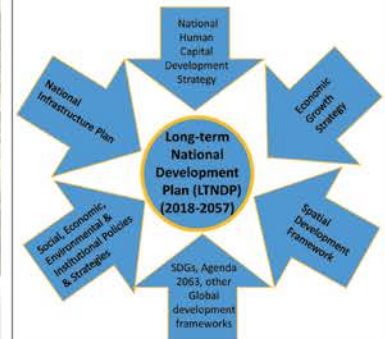 National
Human
Capital
Development
Strategy
Economic
Growth
Strategy
Spatial
Development
Framework
SDGs, Agenda
2063, other
Global
development
frameworks
Social, Economic,
Environmental &
Institutional Policies
& Strategies
National
Infrastructure Plan
Long-term
National
Development
Plan (LTNDP)
(2018-2057)